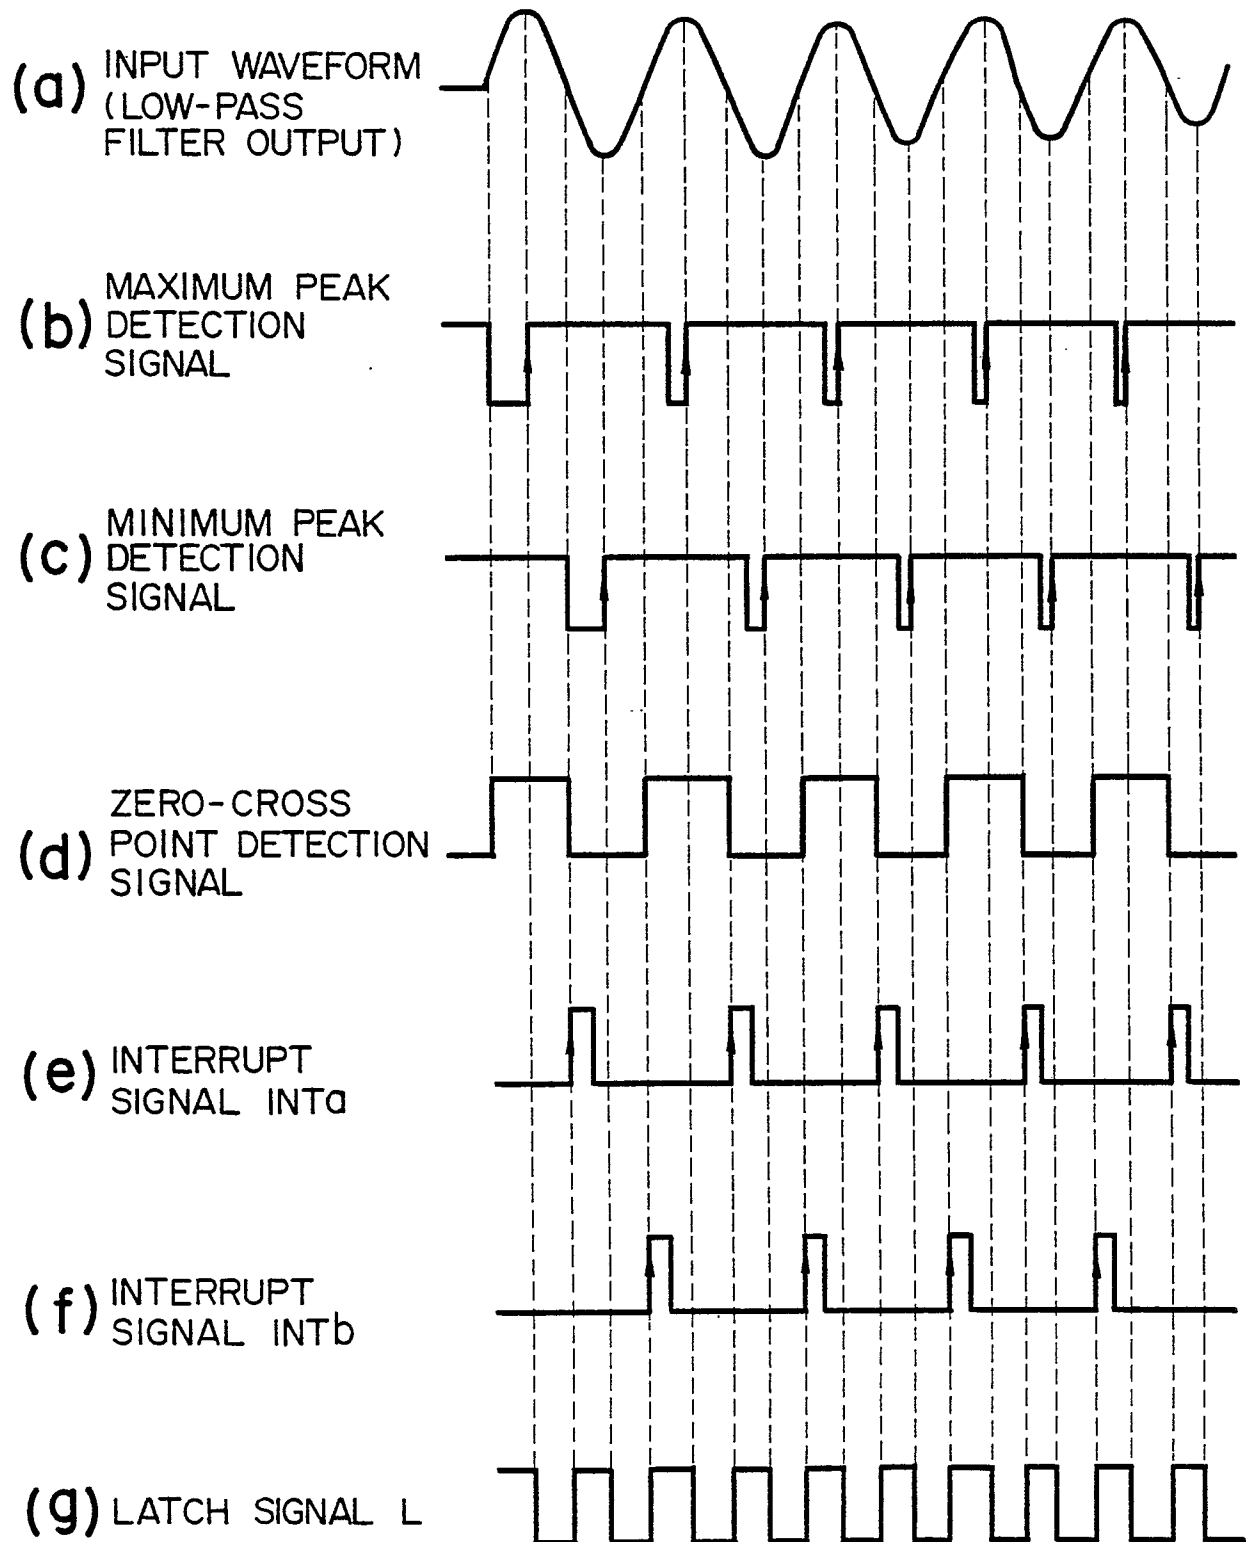 (a) INPUT WAVEFORM
(LOW-PASS
FILTER OUTPUT)
(b) MAXIMUM PEAK
DETECTION
SIGNAL
(c) MINIMUM PEAK
DETECTION
SIGNAL
(d) ZERO-CROSS
POINT DETECTION
SIGNAL
(e) INTERRUPT
SIGNAL INTa
(f) INTERRUPT
SIGNAL INTb
(g) LATCH SIGNAL L